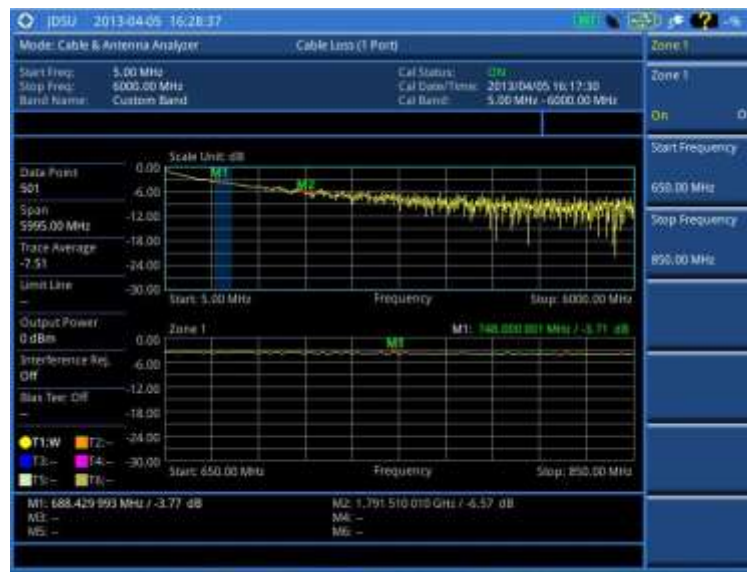 JDSU 2013-04-05 16:28:37
Mode: Cable & Antenna Analyzer Cable Loss (1 Port) Zone 1
Start Freq: 5.00 MHz Cal Status: ON
Stop Freq: 6000.00 MHz Cal Date/Time: 2013/04/05 16:17:30
Band Name: Custom Band Cal Band: 5.00 MHz - 6000.00 MHz
Zone 1
On O
Start Frequency
650.00 MHz
Stop Frequency
850.00 MHz
Data Point
501
Span
5995.00 MHz
Trace Average
-7.51
Limit Line
--
Output Power
0 dBm
Interference Rej.
Off
Bias Tee: Off
--
T1:W T2:--
T3:-- T4:--
T5:-- T6:--
Scale Unit: dB
0.00
-6.00
-12.00
-18.00
-24.00
-30.00
M1 M2
Start: 5.00 MHz Frequency Stop: 6000.00 MHz
Zone 1 M1: 748.000 001 MHz / -3.71 dB
M1
0.00
-6.00
-12.00
-18.00
-24.00
-30.00
Start: 650.00 MHz Frequency Stop: 850.00 MHz
M1: 688.429 993 MHz / -3.77 dB M2: 1.791 510 010 GHz / -6.57 dB
M3: -- M4: --
M5: -- M6: --